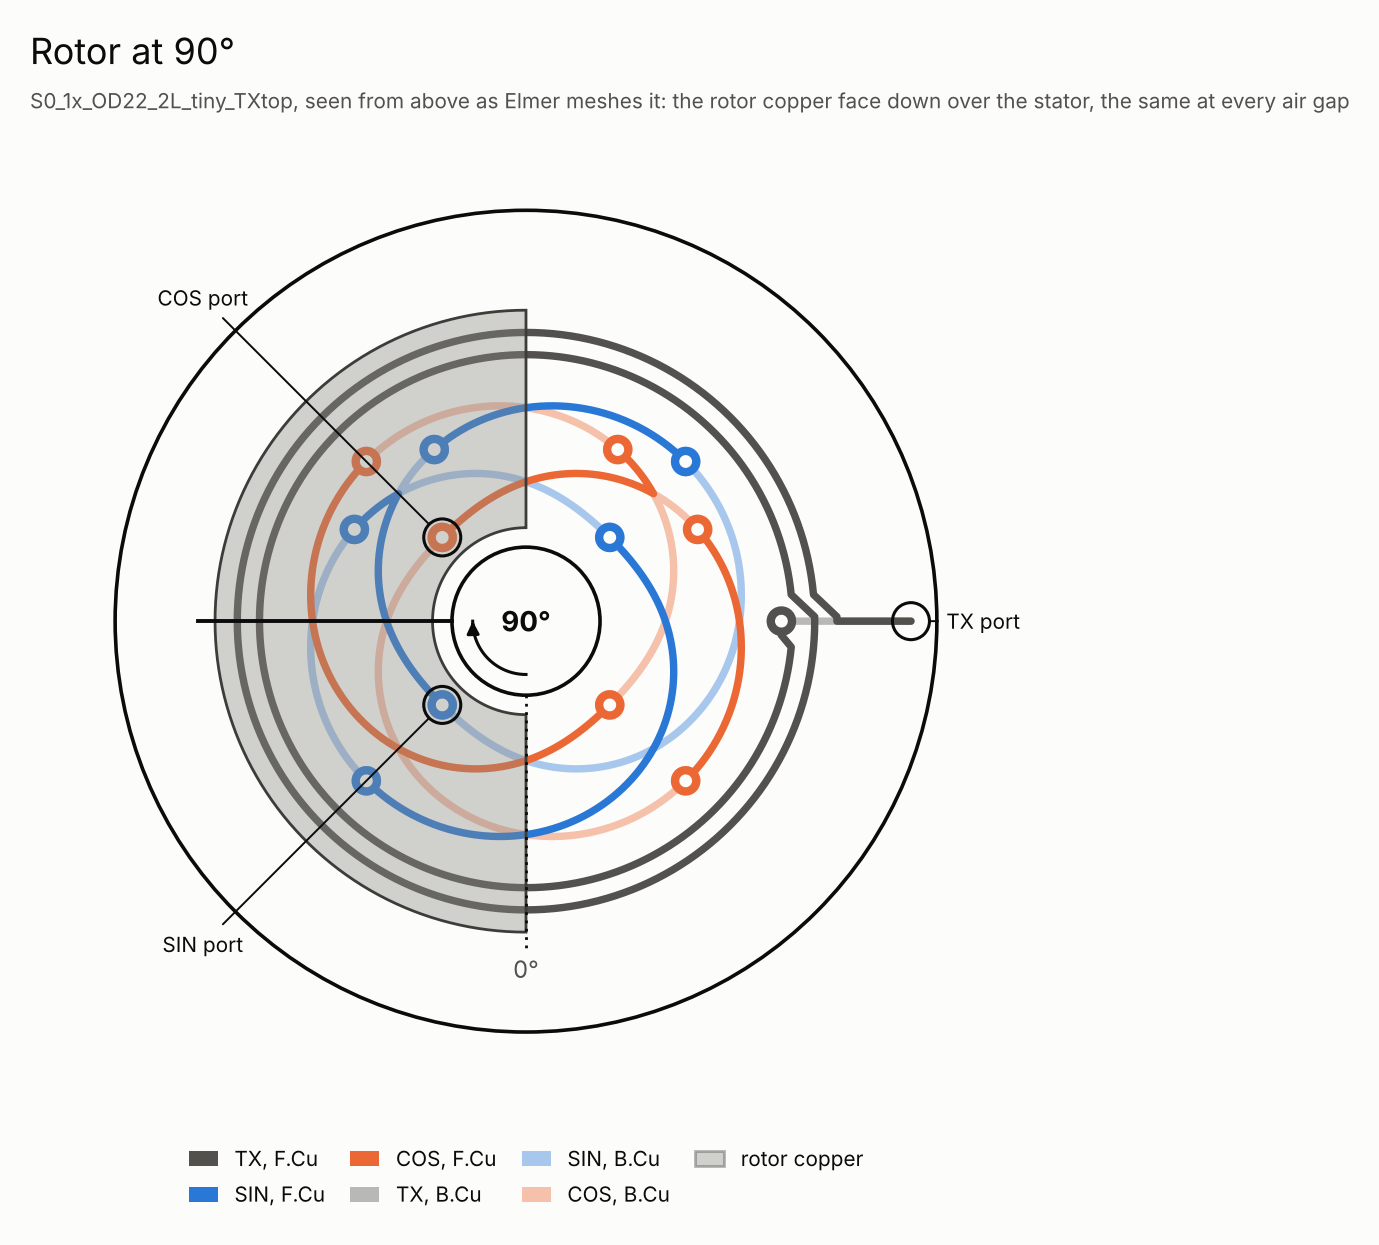 Rotor at 90°
S0_1x_OD22_2L_tiny_TXtop, seen from above as Elmer meshes it: the rotor copper face down over the stator, the same at every air gap
COS port
90°
TX port
SIN port
0°
TX, F.Cu
COS, F.Cu
SIN, B.Cu
rotor copper
SIN, F.Cu
TX, B.Cu
COS, B.Cu